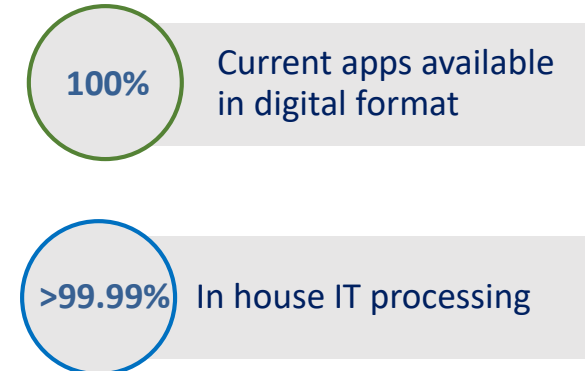 100%
Current apps available
in digital format
>99.99%
In house IT processing